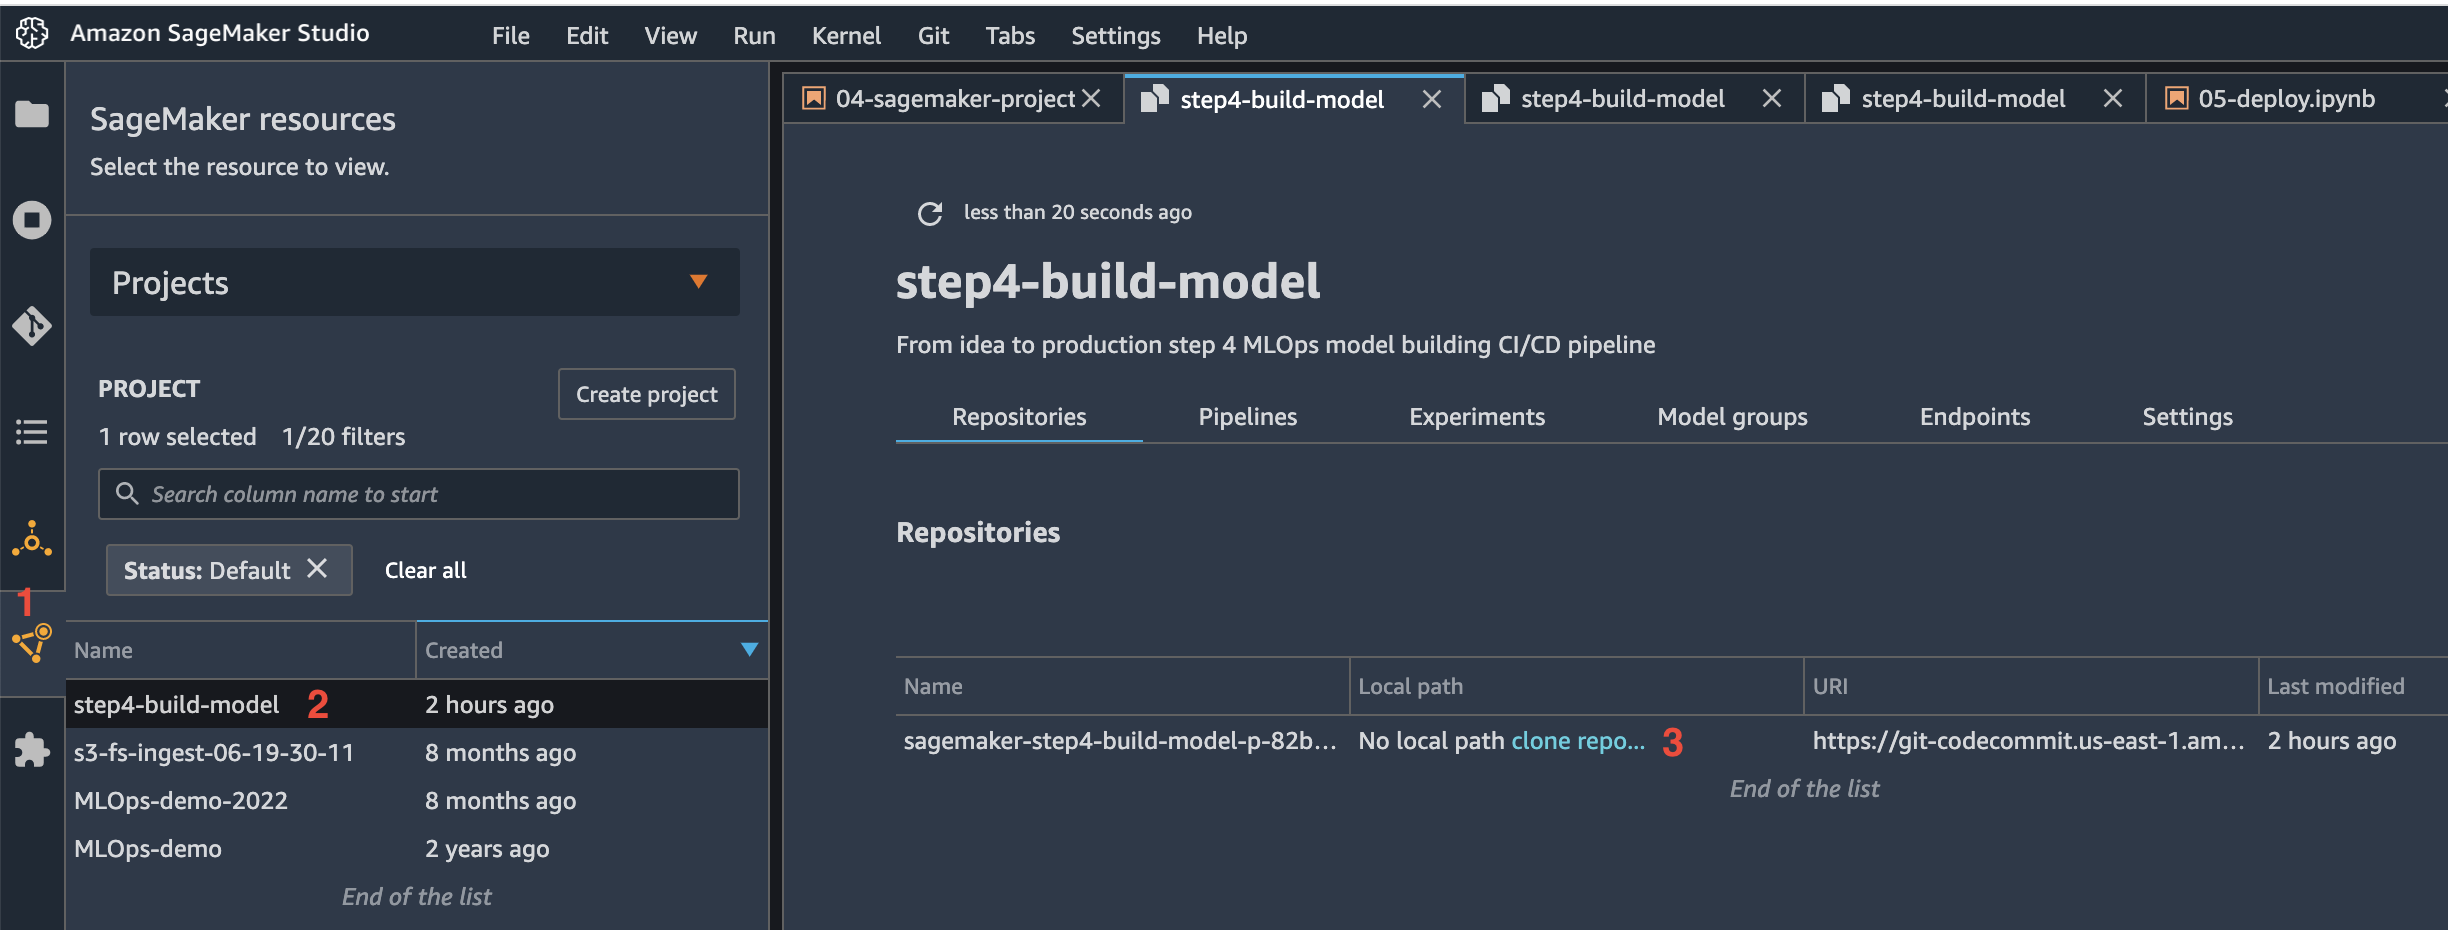 Amazon SageMaker Studio
File Edit View Run Kernel Git Tabs Settings Help
SageMaker resources
Select the resource to view.
Projects
PROJECT
Create project
1 row selected 1/20 filters
Search column name to start
Status: Default Clear all
1
Name Created
step4-build-model 2 2 hours ago
s3-fs-ingest-06-19-30-11 8 months ago
MLOps-demo-2022 8 months ago
MLOps-demo 2 years ago
End of the list
04-sagemaker-project step4-build-model step4-build-model step4-build-model 05-deploy.ipynb
less than 20 seconds ago
step4-build-model
From idea to production step 4 MLOps model building CI/CD pipeline
Repositories Pipelines Experiments Model groups Endpoints Settings
Repositories
Name Local path URI Last modified
sagemaker-step4-build-model-p-82b... No local path clone repo... 3 https://git-codecommit.us-east-1.am... 2 hours ago
End of the list